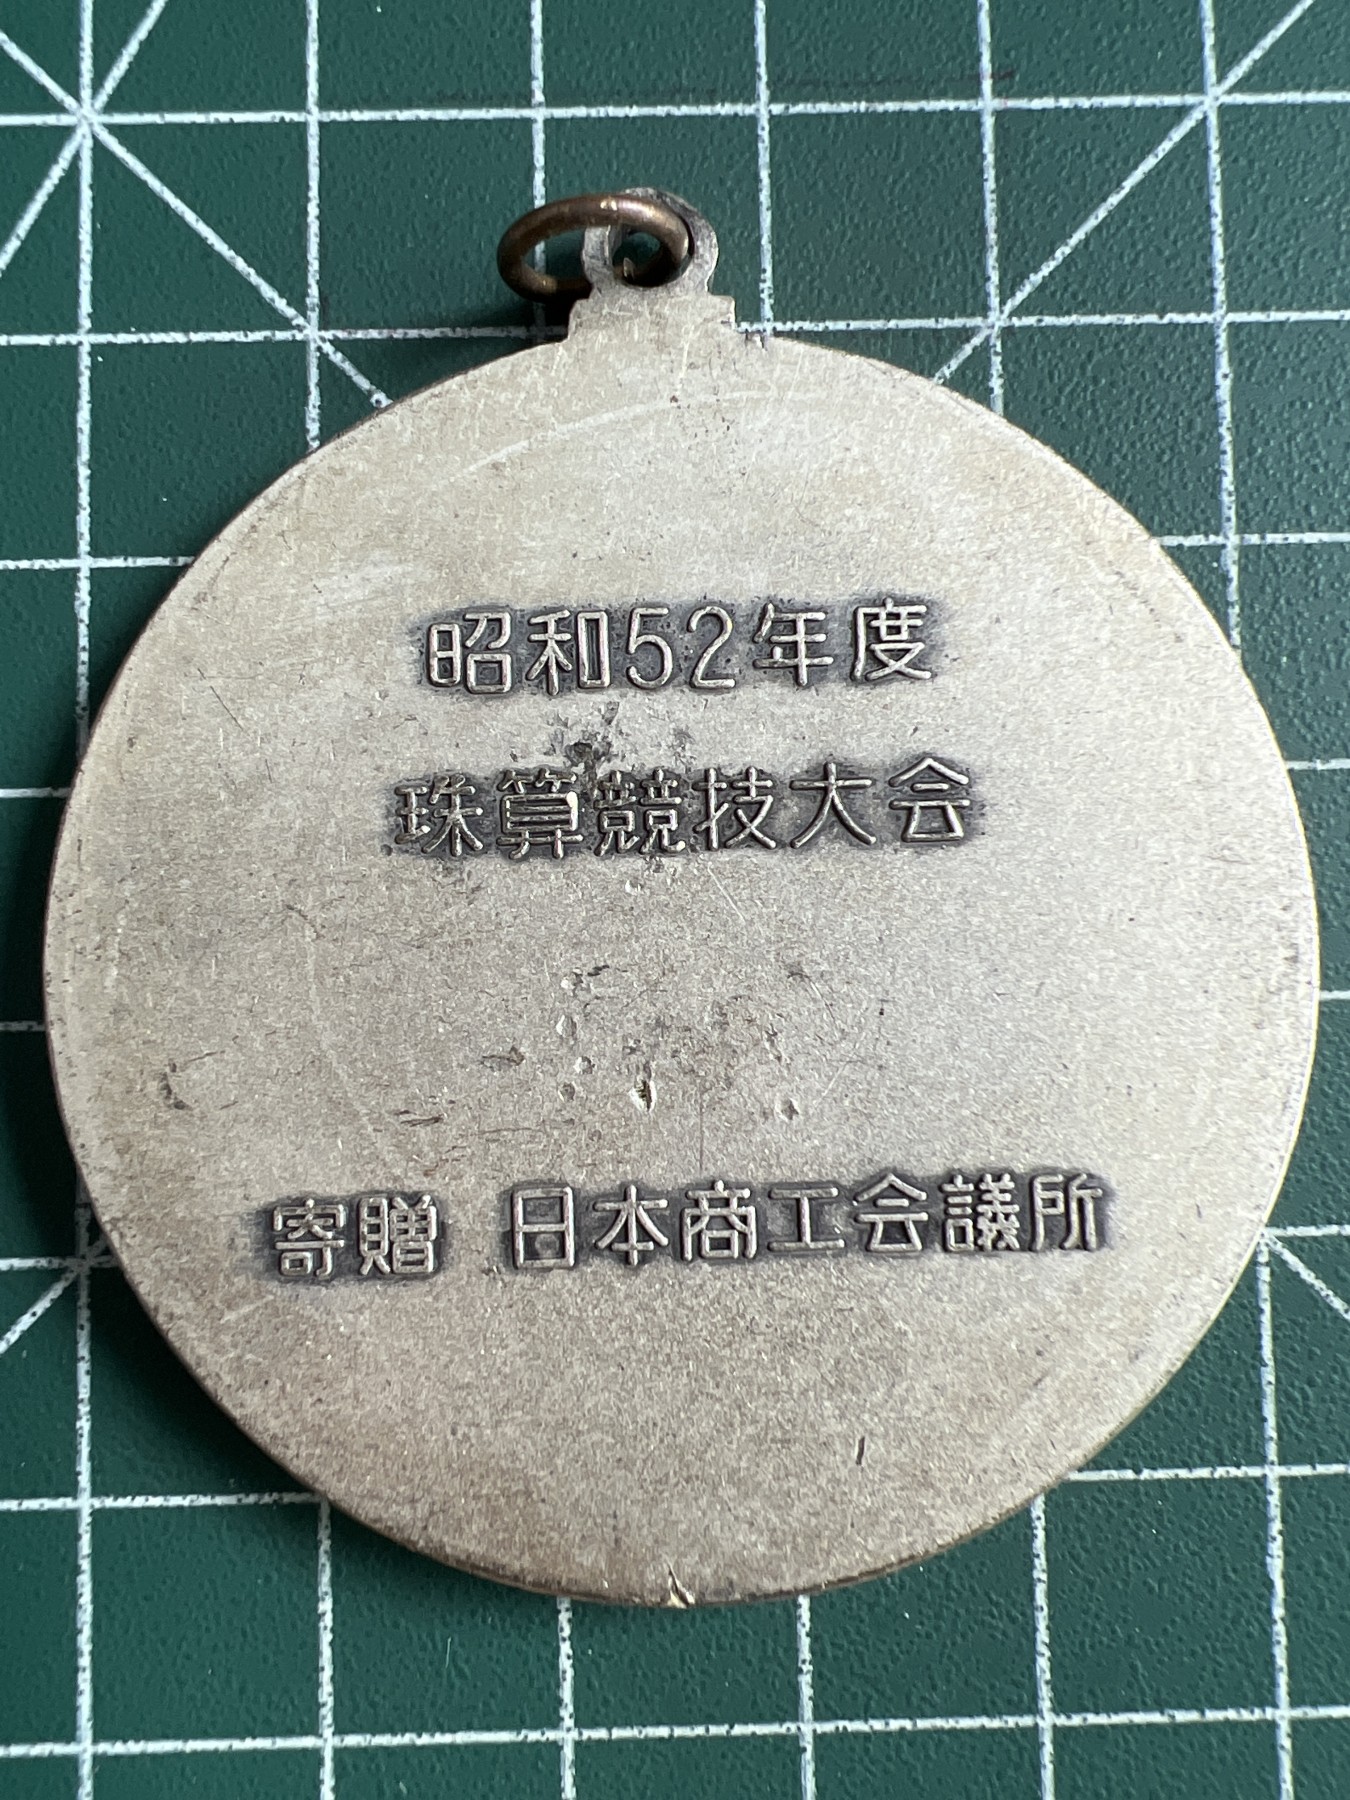 昭和52年度
珠算競技大会
寄贈 日本商工会議所